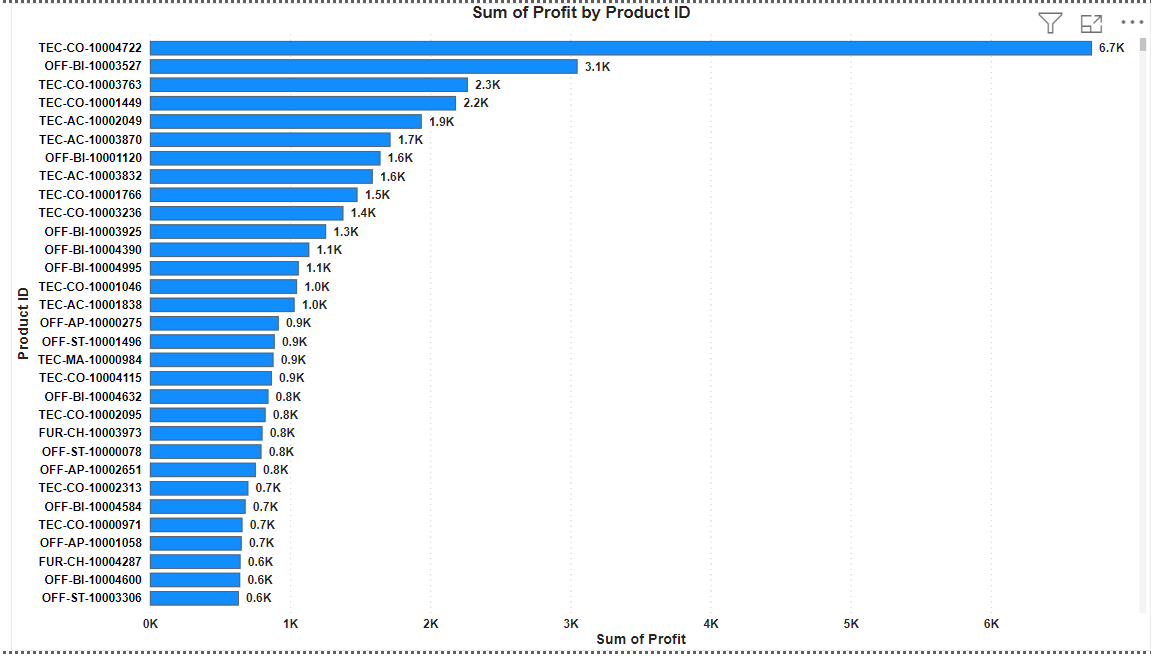 Sum of Profit by Product ID
TEC-CO-10004722 6.7K
OFF-BI-10003527 3.1K
TEC-CO-10003763 2.3K
TEC-CO-10001449 2.2K
TEC-AC-10002049 1.9K
TEC-AC-10003870 1.7K
OFF-BI-10001120 1.6K
TEC-AC-10003832 1.6K
TEC-CO-10001766 1.5K
TEC-CO-10003236 1.4K
OFF-BI-10003925 1.3K
OFF-BI-10004390 1.1K
OFF-BI-10004995 1.1K
TEC-CO-10001046 1.0K
TEC-AC-10001838 1.0K
OFF-AP-10000275 0.9K
OFF-ST-10001496 0.9K
TEC-MA-10000984 0.9K
TEC-CO-10004115 0.9K
OFF-BI-10004632 0.8K
TEC-CO-10002095 0.8K
FUR-CH-10003973 0.8K
OFF-ST-10000078 0.8K
OFF-AP-10002651 0.8K
TEC-CO-10002313 0.7K
OFF-BI-10004584 0.7K
TEC-CO-10000971 0.7K
OFF-AP-10001058 0.7K
FUR-CH-10004287 0.6K
OFF-BI-10004600 0.6K
OFF-ST-10003306 0.6K
Product ID
0K 1K 2K 3K 4K 5K 6K
Sum of Profit